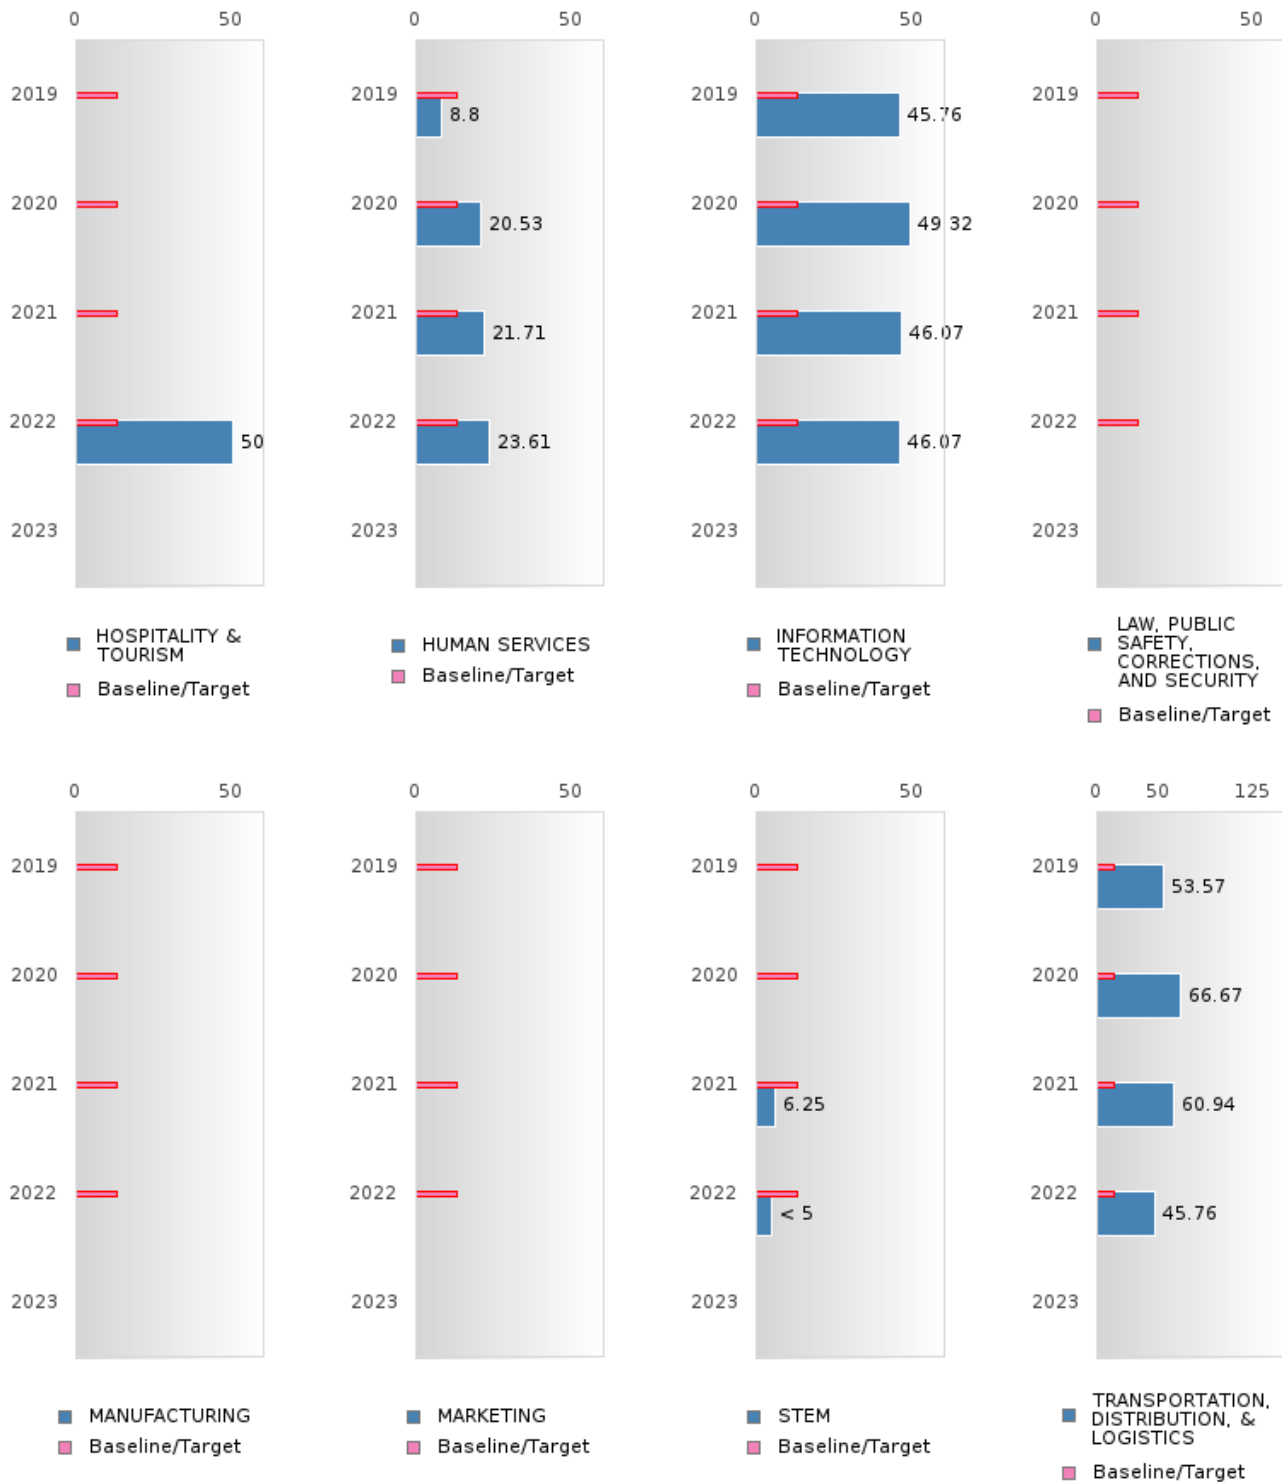 0 50
2019
2020
2021
2022
50
2023
HOSPITALITY &
TOURISM
Baseline/Target
0 50
2019
8.8
2020
20.53
2021
21.71
2022
23.61
2023
HUMAN SERVICES
Baseline/Target
0 50
2019
45.76
2020
49.32
2021
46.07
2022
46.07
2023
INFORMATION
TECHNOLOGY
Baseline/Target
0 50
2019
2020
2021
2022
2023
LAW, PUBLIC
SAFETY,
CORRECTIONS,
AND SECURITY
Baseline/Target
0 50
2019
2020
2021
2022
2023
MANUFACTURING
Baseline/Target
0 50
2019
2020
2021
2022
2023
MARKETING
Baseline/Target
0 50
2019
2020
2021
6.25
2022
< 5
2023
STEM
Baseline/Target
0 50 125
2019
53.57
2020
66.67
2021
60.94
2022
45.76
2023
TRANSPORTATION,
DISTRIBUTION, &
LOGISTICS
Baseline/Target